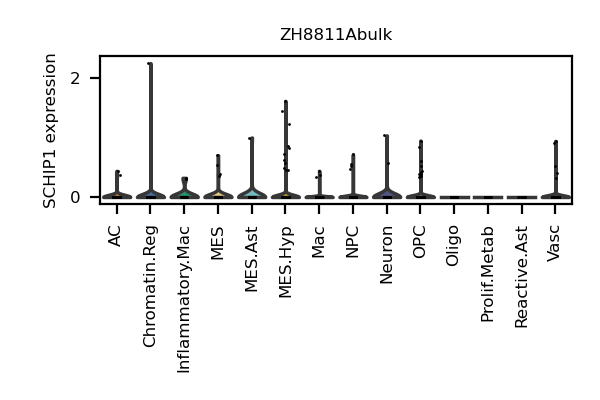 ZH8811Abulk
SCHIP1 expression
2
0
AC
Chromatin.Reg
Inflammatory.Mac
MES
MES.Ast
MES.Hyp
Mac
NPC
Neuron
OPC
Oligo
Prolif.Metab
Reactive.Ast
Vasc